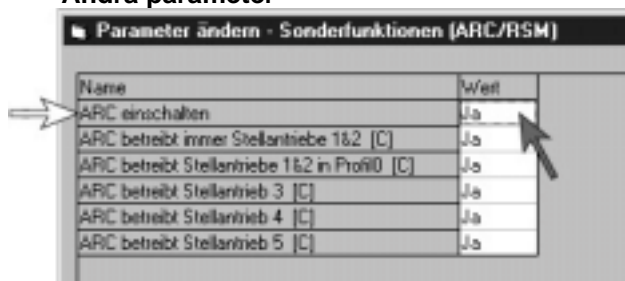 Ändra parameter
Parameter ändern - Sonderfunktionen (ARC/RSM)
Name Wert
ARC einschalten Ja
ARC betreibt immer Stellantriebe 1&2 [C] Ja
ARC betreibt Stellantriebe 1&2 in Profil0 [C] Ja
ARC betreibt Stellantrieb 3 [C] Ja
ARC betreibt Stellantrieb 4 [C] Ja
ARC betreibt Stellantrieb 5 [C] Ja